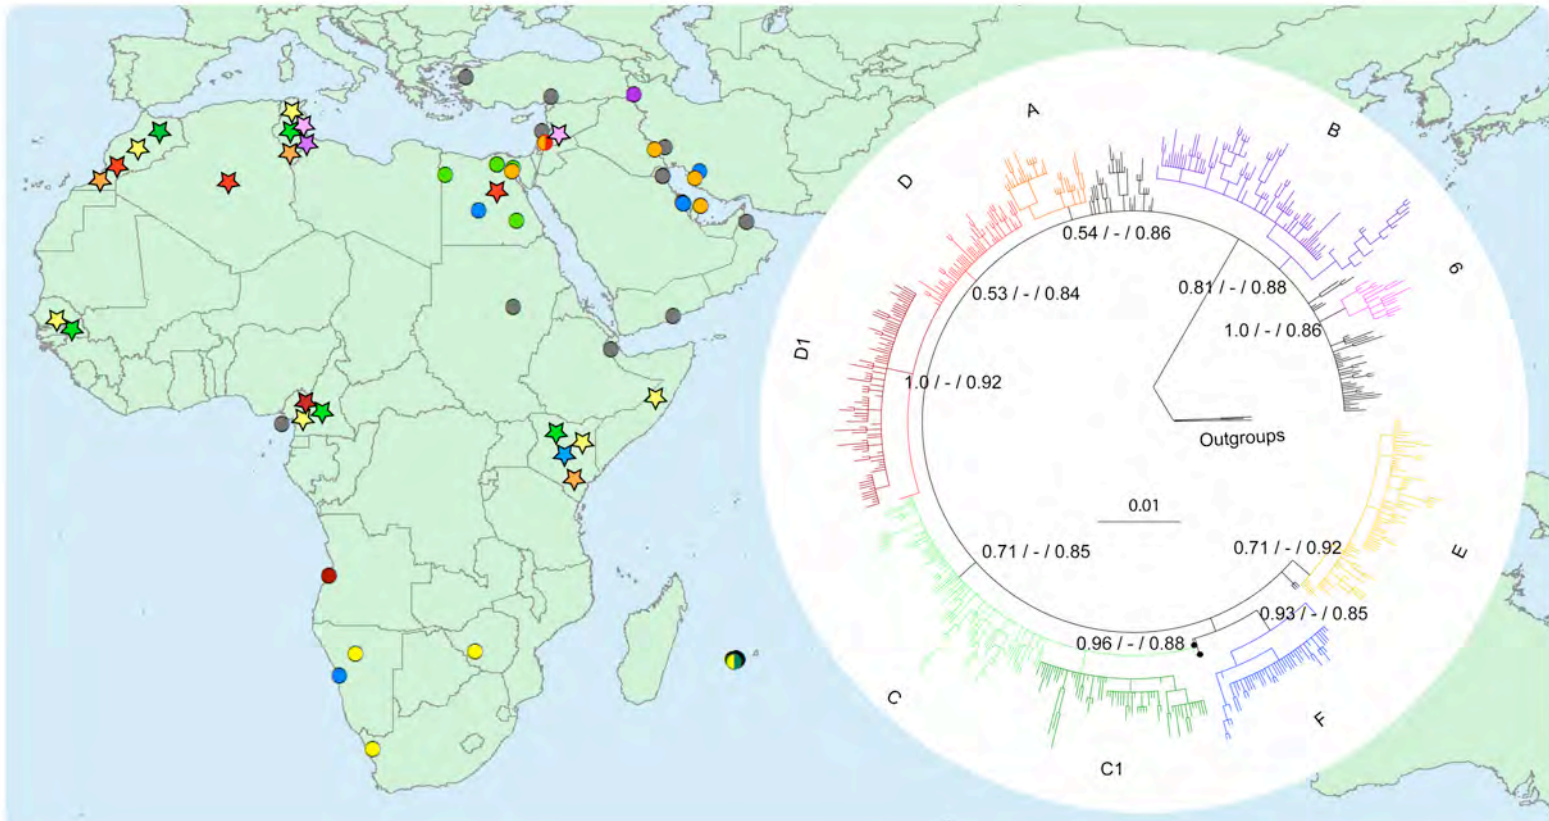 A
B
D
0.54 / - / 0.86
6
0.81 / - / 0.88
0.53 / - / 0.84
1.0 / - / 0.86
D1
1.0 / - / 0.92
Outgroups
0.01
0.71 / - / 0.85
0.71 / - / 0.92
E
0.93 / - / 0.85
0.96 / - / 0.88
C
F
C1